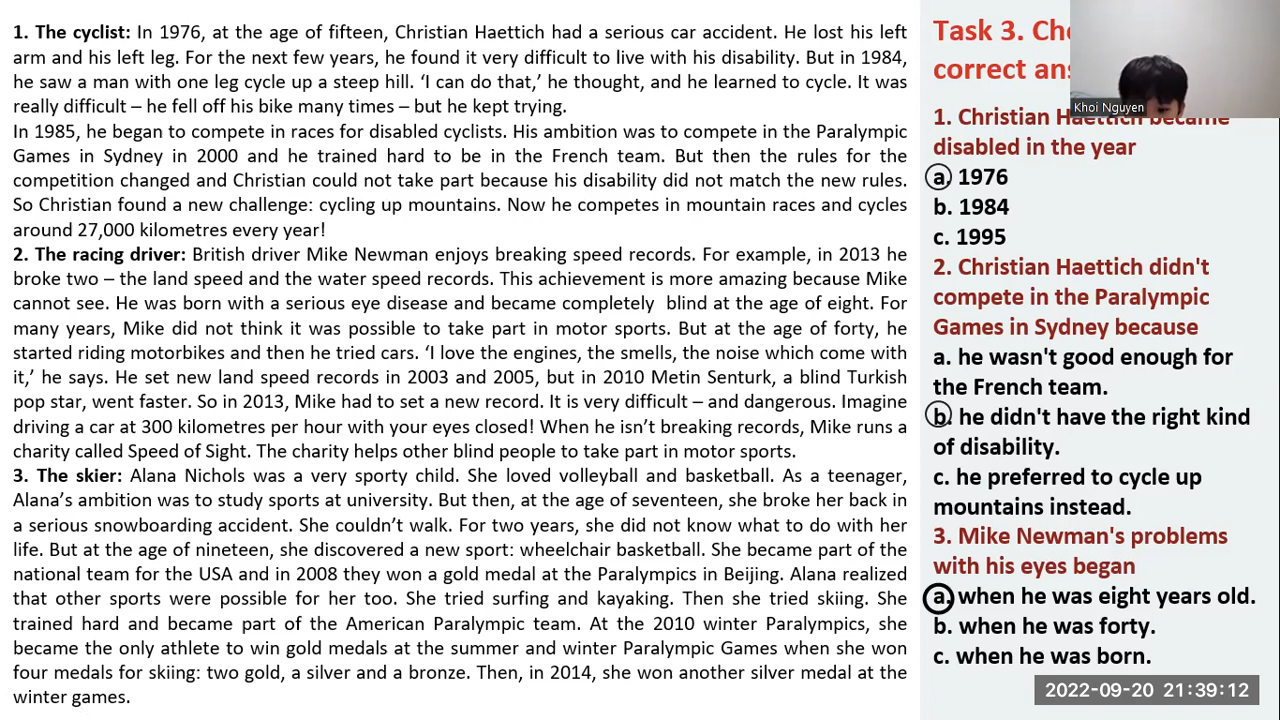 1. The cyclist: In 1976, at the age of fifteen, Christian Haettich had a serious car accident. He lost his left
arm and his left leg. For the next few years, he found it very difficult to live with his disability. But in 1984,
he saw a man with one leg cycle up a steep hill. ‘I can do that,’ he thought, and he learned to cycle. It was
really difficult – he fell off his bike many times – but he kept trying.
In 1985, he began to compete in races for disabled cyclists. His ambition was to compete in the Paralympic
Games in Sydney in 2000 and he trained hard to be in the French team. But then the rules for the
competition changed and Christian could not take part because his disability did not match the new rules.
So Christian found a new challenge: cycling up mountains. Now he competes in mountain races and cycles
around 27,000 kilometres every year!
2. The racing driver: British driver Mike Newman enjoys breaking speed records. For example, in 2013 he
broke two – the land speed and the water speed records. This achievement is more amazing because Mike
cannot see. He was born with a serious eye disease and became completely blind at the age of eight. For
many years, Mike did not think it was possible to take part in motor sports. But at the age of forty, he
started riding motorbikes and then he tried cars. ‘I love the engines, the smells, the noise which come with
it,’ he says. He set new land speed records in 2003 and 2005, but in 2010 Metin Senturk, a blind Turkish
pop star, went faster. So in 2013, Mike had to set a new record. It is very difficult – and dangerous. Imagine
driving a car at 300 kilometres per hour with your eyes closed! When he isn’t breaking records, Mike runs a
charity called Speed of Sight. The charity helps other blind people to take part in motor sports.
3. The skier: Alana Nichols was a very sporty child. She loved volleyball and basketball. As a teenager,
Alana’s ambition was to study sports at university. But then, at the age of seventeen, she broke her back in
a serious snowboarding accident. She couldn’t walk. For two years, she did not know what to do with her
life. But at the age of nineteen, she discovered a new sport: wheelchair basketball. She became part of the
national team for the USA and in 2008 they won a gold medal at the Paralympics in Beijing. Alana realized
that other sports were possible for her too. She tried surfing and kayaking. Then she tried skiing. She
trained hard and became part of the American Paralympic team. At the 2010 winter Paralympics, she
became the only athlete to win gold medals at the summer and winter Paralympic Games when she won
four medals for skiing: two gold, a silver and a bronze. Then, in 2014, she won another silver medal at the
winter games.
Task 3.
correct
Khoi Nguyen
1. Christian Haettich became
disabled in the year
a. 1976
b. 1984
c. 1995
2. Christian Haettich didn't
compete in the Paralympic
Games in Sydney because
a. he wasn't good enough for
the French team.
b. he didn't have the right kind
of disability.
c. he preferred to cycle up
mountains instead.
3. Mike Newman's problems
with his eyes began
a. when he was eight years old.
b. when he was forty.
c. when he was born.
2022-09-20 21:39:12